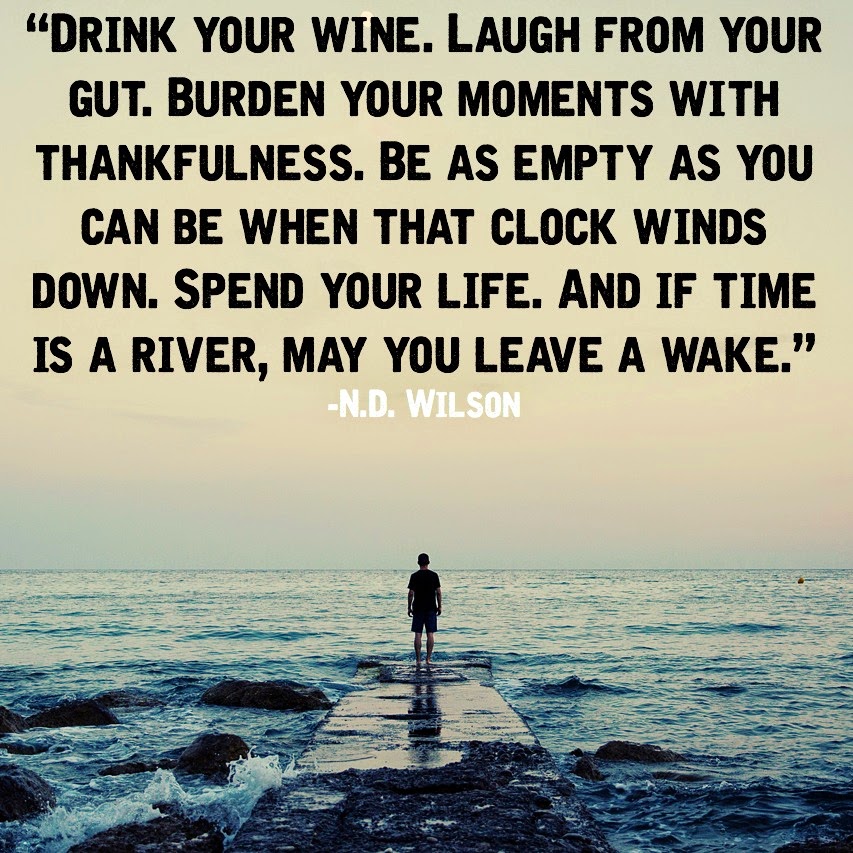 “Drink your wine. Laugh from your
gut. Burden your moments with
thankfulness. Be as empty as you
can be when that clock winds
down. Spend your life. And if time
is a river, may you leave a wake.”
-N.D. Wilson